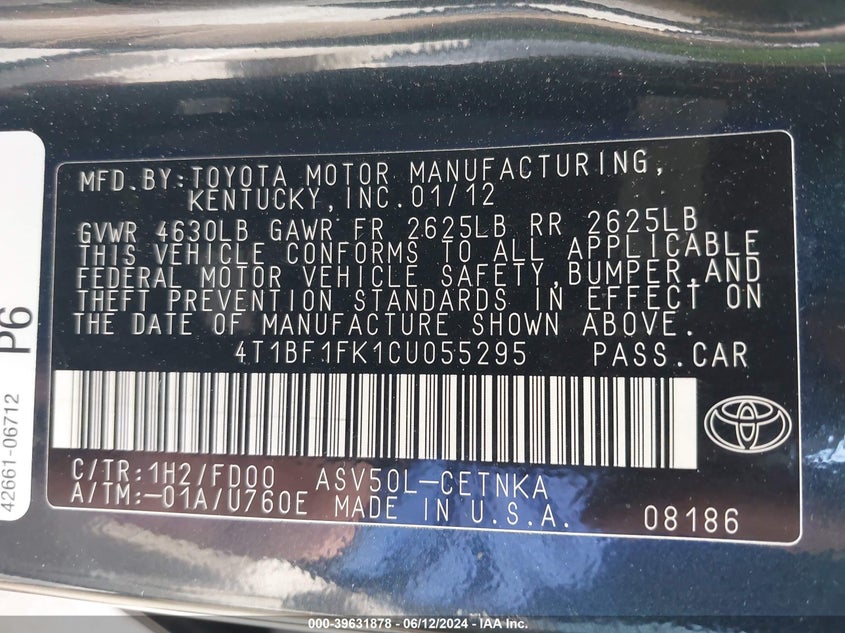 MFD.BY:TOYOTA MOTOR MANUFACTURING,
KENTUCKY,INC.01/12
GVWR 4630LB GAWR FR 2625LB RR 2625LB
THIS VEHICLE CONFORMS TO ALL APPLICABLE
FEDERAL MOTOR VEHICLE SAFETY,BUMPER,AND
THEFT PREVENTION STANDARDS IN EFFECT ON
THE DATE OF MANUFACTURE SHOWN ABOVE.
4T1BF1FK1CU055295 PASS.CAR
C/TR:1H2/FD00 ASV50L-CETNKA
A/TM:-01A/U760E MADE IN U.S.A. 08186
42661-06712
P6
000-39631878 - 06/12/2024 - IAA Inc.